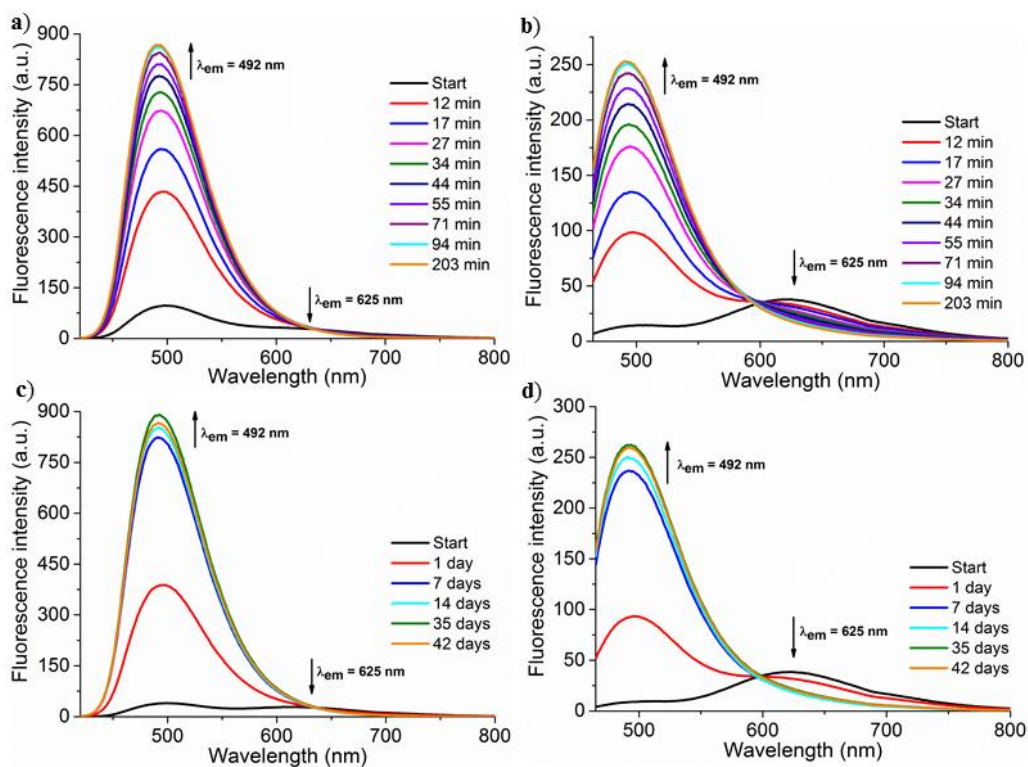 a)
Fluorescence intensity (a.u.)
900
750
600
450
300
150
0
500
600
700
800
Wavelength (nm)
λem = 492 nm
λem = 625 nm
Start
12 min
17 min
27 min
34 min
44 min
55 min
71 min
94 min
203 min
b)
Fluorescence intensity (a.u.)
250
200
150
100
50
0
500
600
700
800
Wavelength (nm)
λem = 492 nm
λem = 625 nm
Start
12 min
17 min
27 min
34 min
44 min
55 min
71 min
94 min
203 min
c)
Fluorescence intensity (a.u.)
900
750
600
450
300
150
0
500
600
700
800
Wavelength (nm)
λem = 492 nm
λem = 625 nm
Start
1 day
7 days
14 days
35 days
42 days
d)
Fluorescence intensity (a.u.)
300
250
200
150
100
50
0
500
600
700
800
Wavelength (nm)
λem = 492 nm
λem = 625 nm
Start
1 day
7 days
14 days
35 days
42 days